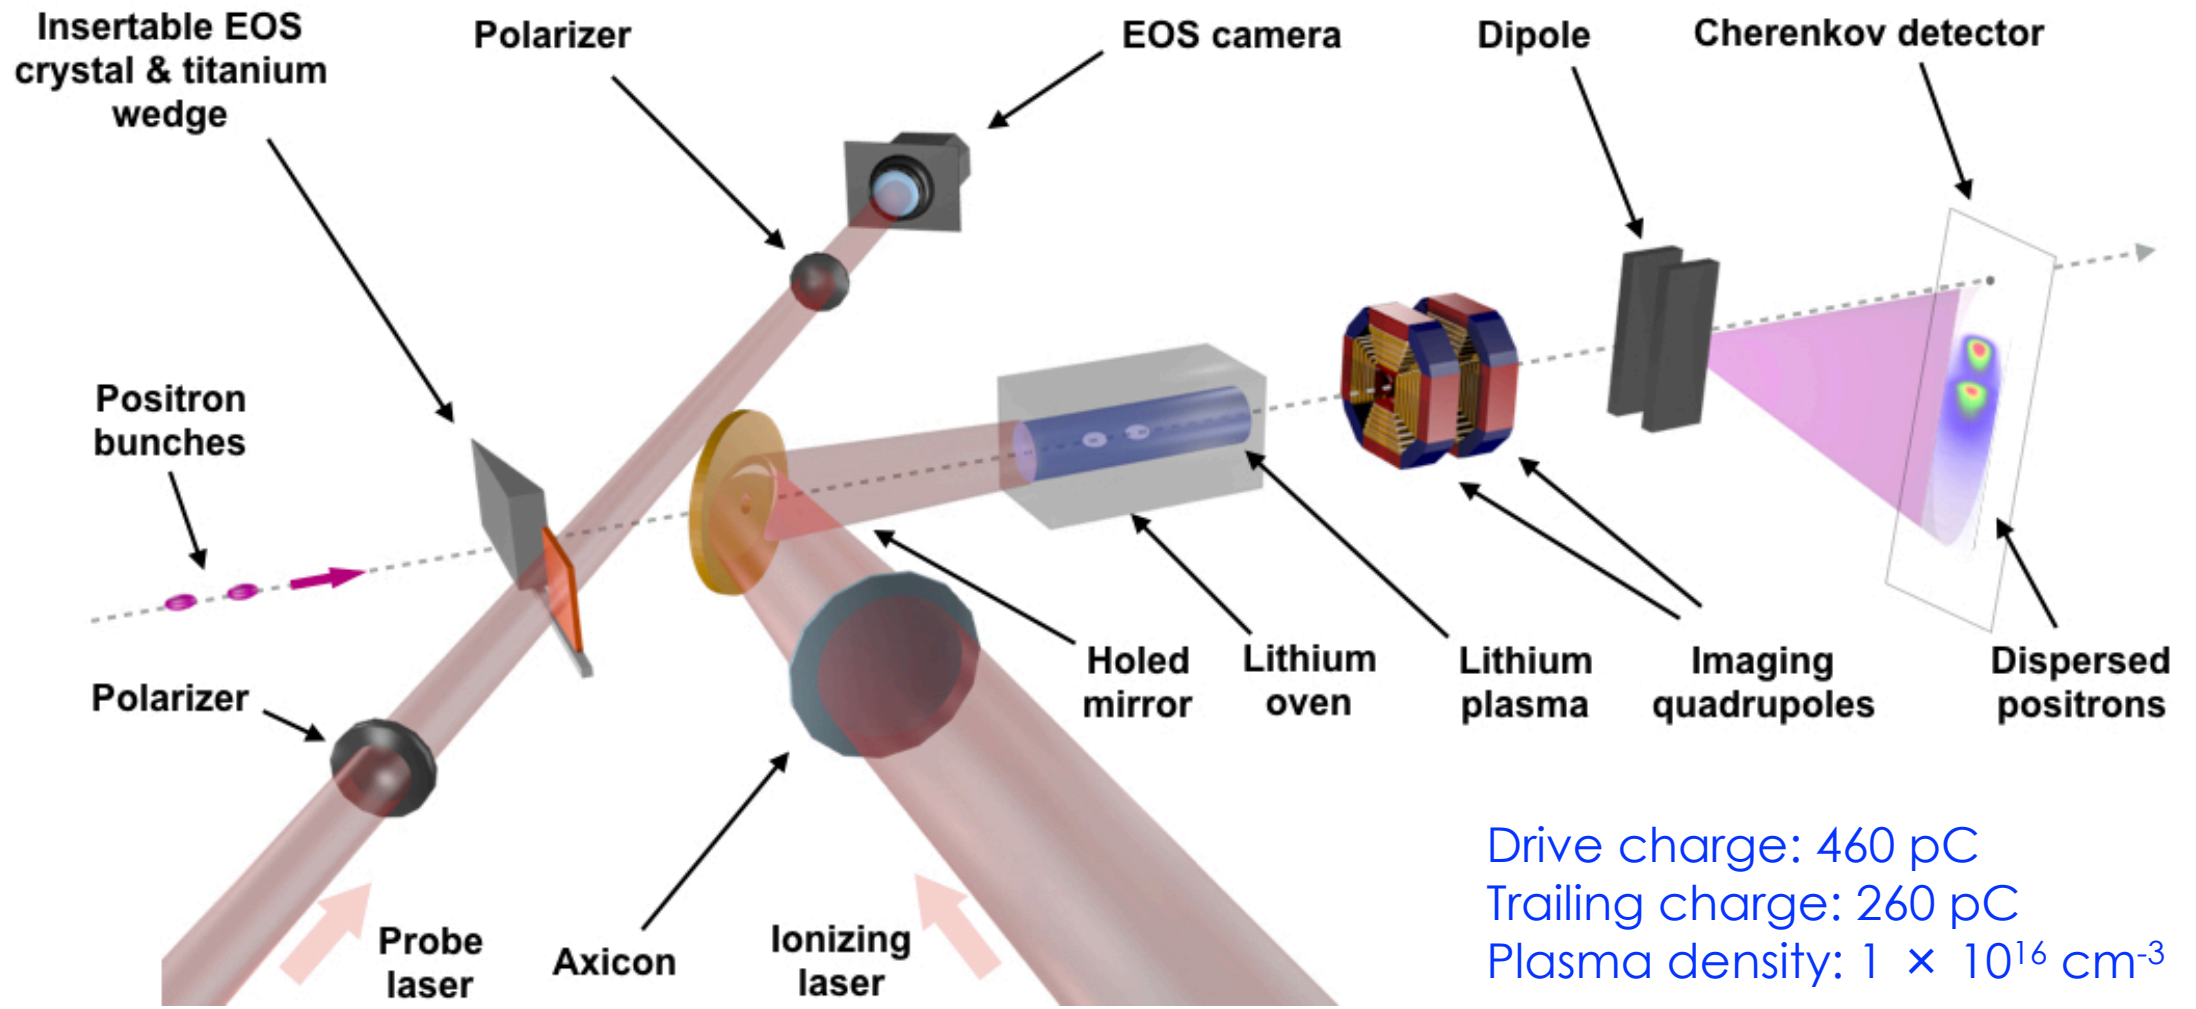 Insertable EOS
crystal & titanium
wedge
Polarizer
EOS camera
Dipole
Cherenkov detector
Positron
bunches
Polarizer
Holed
mirror
Lithium
oven
Lithium
plasma
Imaging
quadrupoles
Dispersed
positrons
Probe
laser
Axicon
Ionizing
laser
Drive charge: 460 pC
Trailing charge: 260 pC
Plasma density: 1 × 10¹⁶ cm⁻³